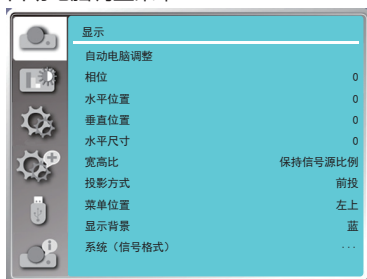 显示
自动电脑调整
相位 0
水平位置 0
垂直位置 0
水平尺寸 0
宽高比 保持信号源比例
投影方式 前投
菜单位置 左上
显示背景 蓝
系统（信号格式） ...